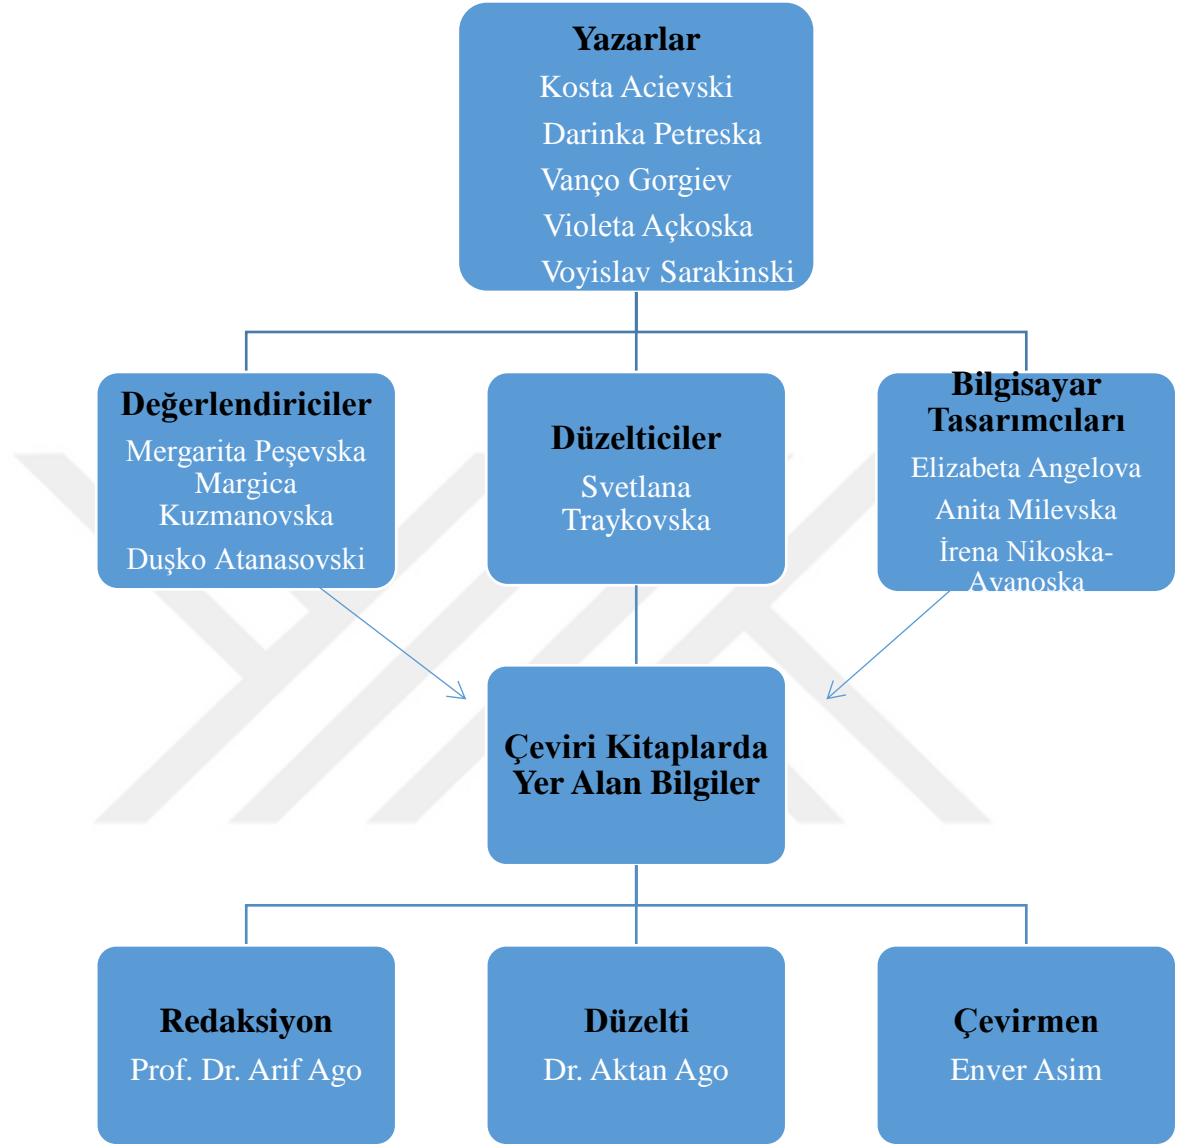 Yazarlar
Kosta Acievski
Darinka Petreska
Vanço Gorgiev
Violeta Açkoska
Voyislav Sarakinski
Değerlendiriciler
Mergarita Peşevska
Margica
Kuzmanovska
Duşko Atanasovski
Düzelticiler
Svetlana
Traykovska
Bilgisayar
Tasarımcıları
Elizabeta Angelova
Anita Milevska
İrena Nikoska-
Avanoska
Çeviri Kitaplarda
Yer Alan Bilgiler
Redaksiyon
Prof. Dr. Arif Ago
Düzelti
Dr. Aktan Ago
Çevirmen
Enver Asim